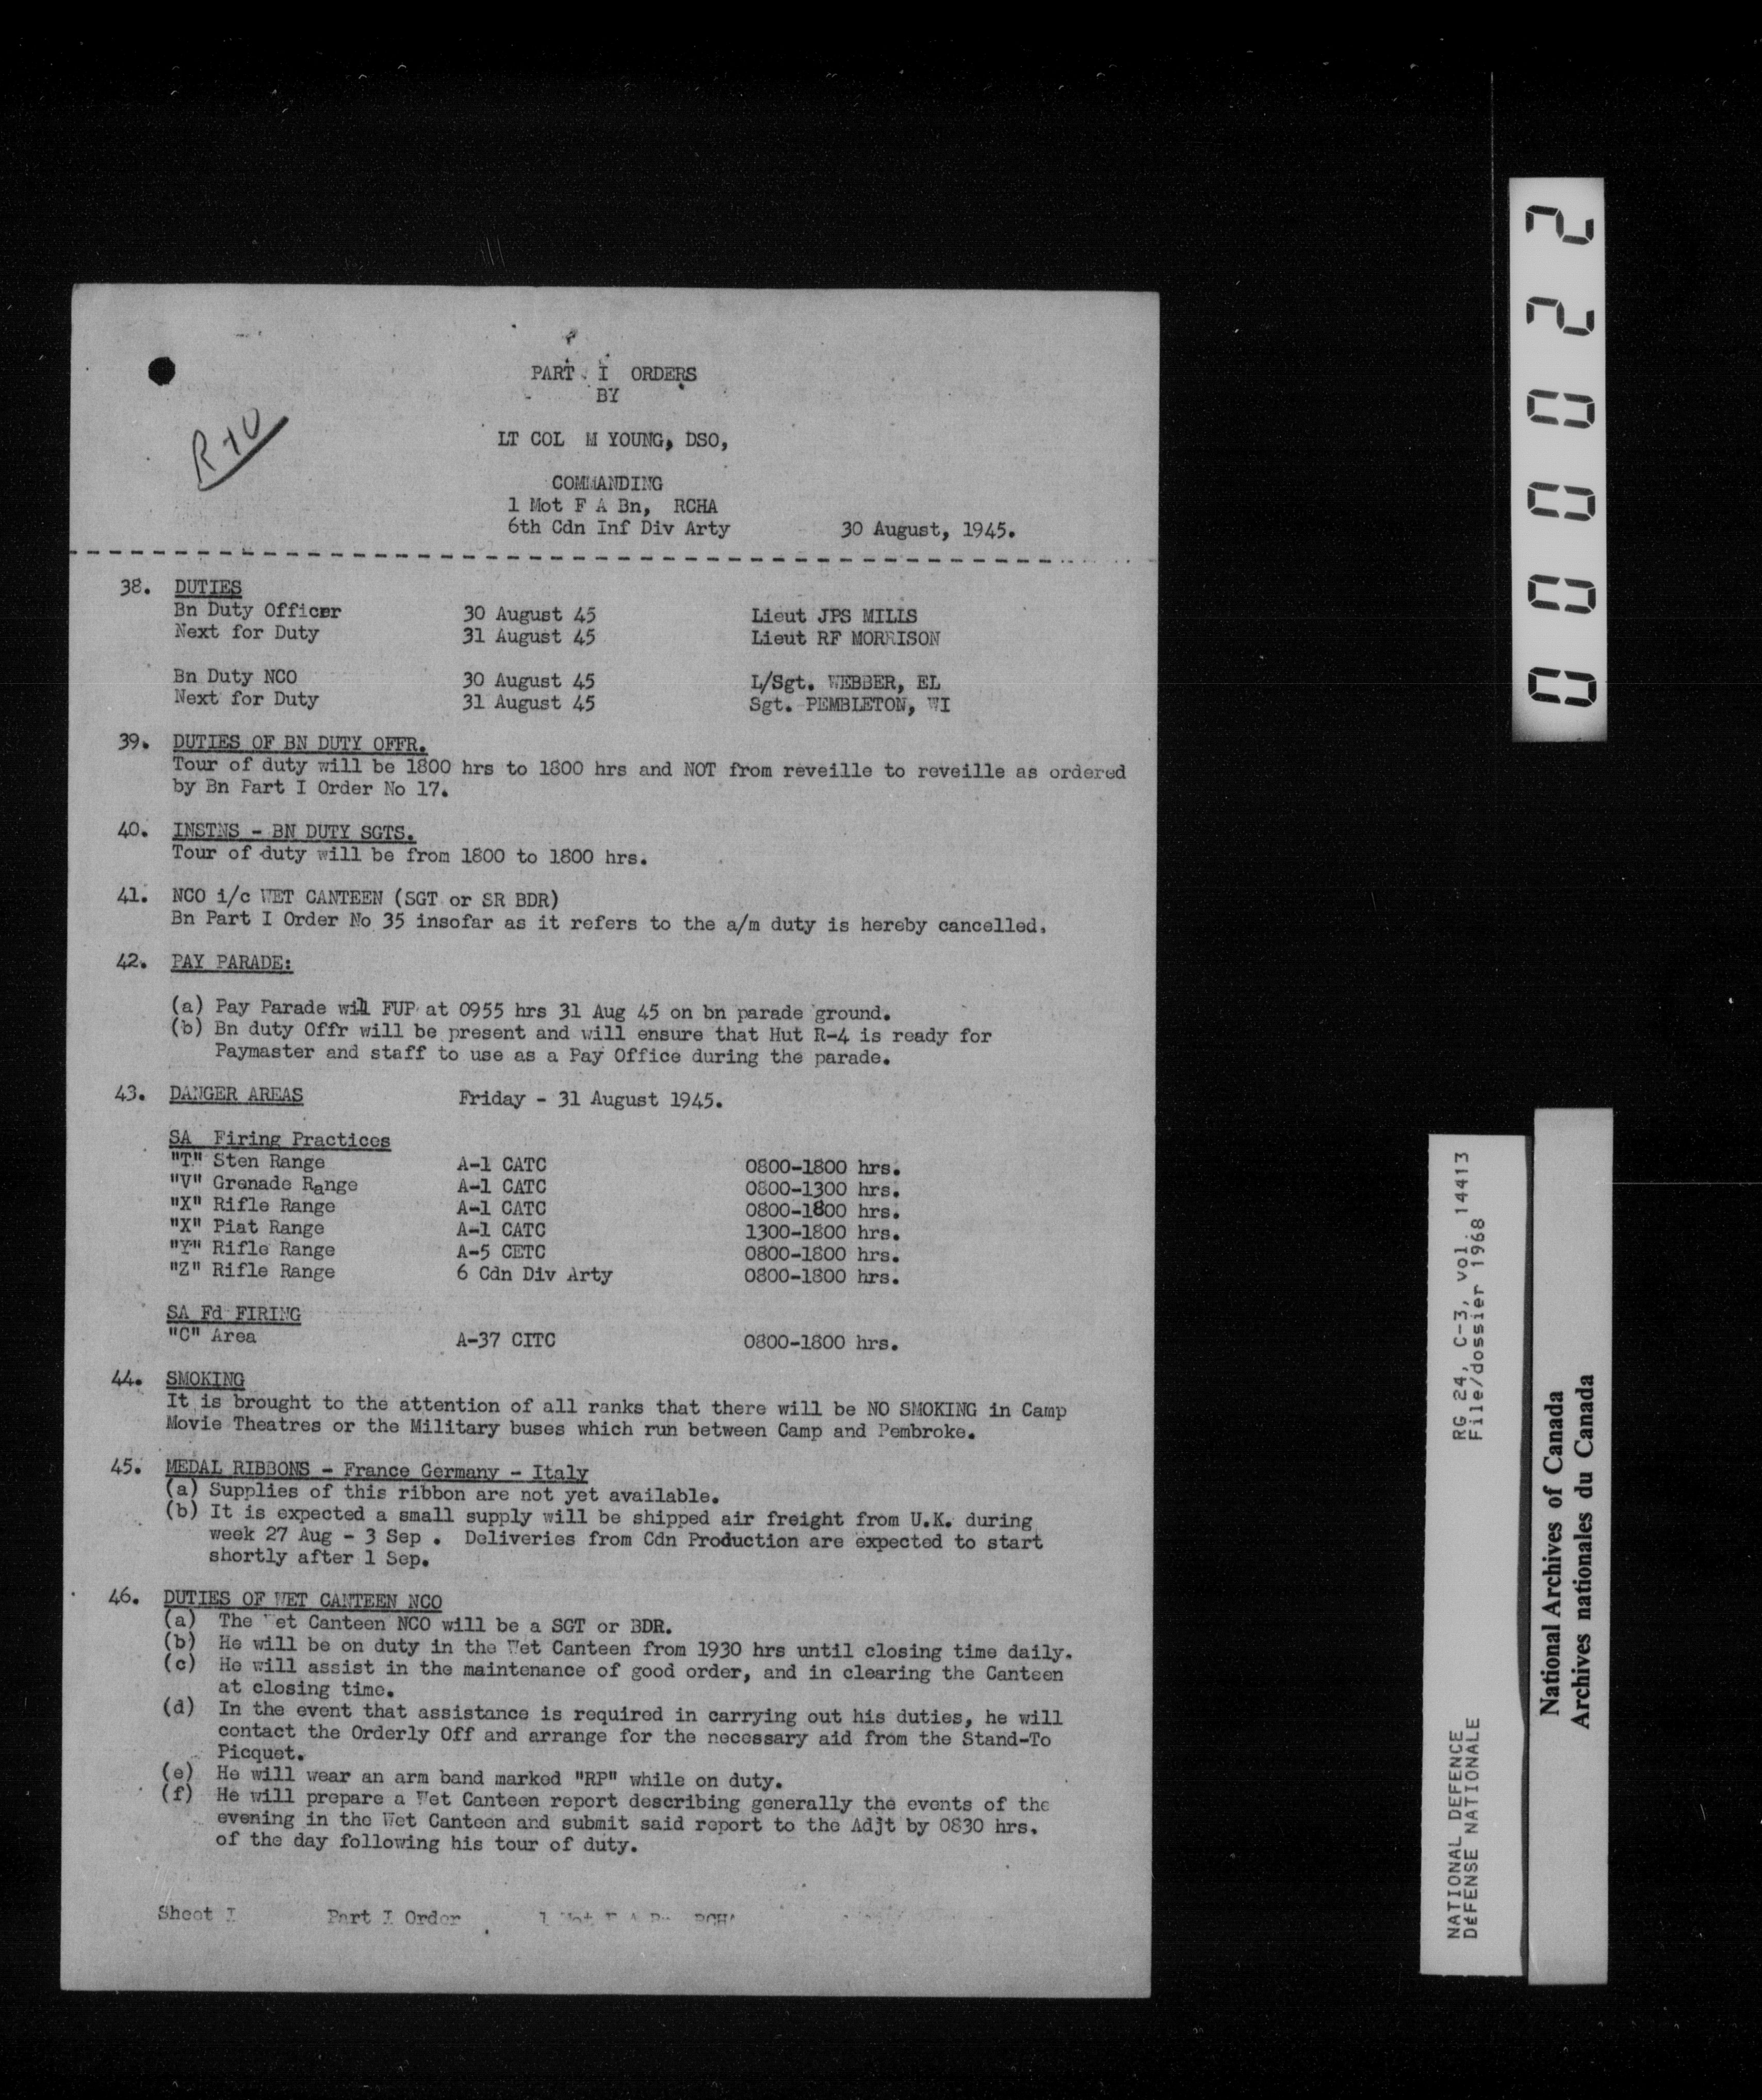 PART I ORDERS
BY
LT COL M YOUNG, DSO,
COMMANDING
1 Mot F A Bn, RCHA
6th Cdn Inf Div Arty 30 August, 1945.
38. DUTIES
Bn Duty Officer 30 August 45 Lieut JPS MILLS
Next for Duty 31 August 45 Lieut RF MORRISON
Bn Duty NCO 30 August 45 L/Sgt. WEBBER, EL
Next for Duty 31 August 45 Sgt. PEMBLETON, WI
39. DUTIES OF BN DUTY OFFR.
Tour of duty will be 1800 hrs to 1800 hrs and NOT from reveille to reveille as ordered
by Bn Part I Order No 17.
40. INSTNS - BN DUTY SGTS.
Tour of duty will be from 1800 to 1800 hrs.
41. NCO i/c WET CANTEEN (SGT or SR BDR)
Bn Part I Order No 35 insofar as it refers to the a/m duty is hereby cancelled.
42. PAY PARADE:
(a) Pay Parade will FUP at 0955 hrs 31 Aug 45 on bn parade ground.
(b) Bn duty Offr will be present and will ensure that Hut R-4 is ready for
Paymaster and staff to use as a Pay Office during the parade.
43. DANGER AREAS Friday - 31 August 1945.
SA Firing Practices
"T" Sten Range A-1 CATC 0800-1800 hrs.
"V" Grenade Range A-1 CATC 0800-1300 hrs.
"X" Rifle Range A-1 CATC 0800-1800 hrs.
"X" Piat Range A-1 CATC 1300-1800 hrs.
"Y" Rifle Range A-5 CETC 0800-1800 hrs.
"Z" Rifle Range 6 Cdn Div Arty 0800-1800 hrs.
SA Fd FIRING
"C" Area A-37 CITC 0800-1800 hrs.
44. SMOKING
It is brought to the attention of all ranks that there will be NO SMOKING in Camp
Movie Theatres or the Military buses which run between Camp and Pembroke.
45. MEDAL RIBBONS - France Germany - Italy
(a) Supplies of this ribbon are not yet available.
(b) It is expected a small supply will be shipped air freight from U.K. during
week 27 Aug - 3 Sep . Deliveries from Cdn Production are expected to start
shortly after 1 Sep.
46. DUTIES OF WET CANTEEN NCO
(a) The Wet Canteen NCO will be a SGT or BDR.
(b) He will be on duty in the Wet Canteen from 1930 hrs until closing time daily.
(c) He will assist in the maintenance of good order, and in clearing the Canteen
at closing time.
(d) In the event that assistance is required in carrying out his duties, he will
contact the Orderly Off and arrange for the necessary aid from the Stand-To
Picquet.
(e) He will wear an arm band marked "RP" while on duty.
(f) He will prepare a Wet Canteen report describing generally the events of the
evening in the Wet Canteen and submit said report to the Adjt by 0830 hrs.
of the day following his tour of duty.
Sheet I Part I Order 1 Mot F A Bn RCHA
000022
NATIONAL DEFENCE RG 24, C-3, vol. 14413
DÉFENSE NATIONALE File/dossier 1968
National Archives of Canada
Archives nationales du Canada